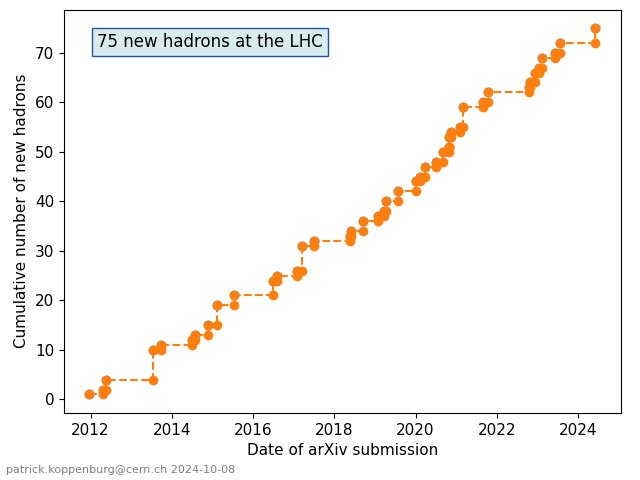 75 new hadrons at the LHC
Cumulative number of new hadrons
70
60
50
40
30
20
10
0
2012 2014 2016 2018 2020 2022 2024
Date of arXiv submission
patrick.koppenburg@cern.ch 2024-10-08